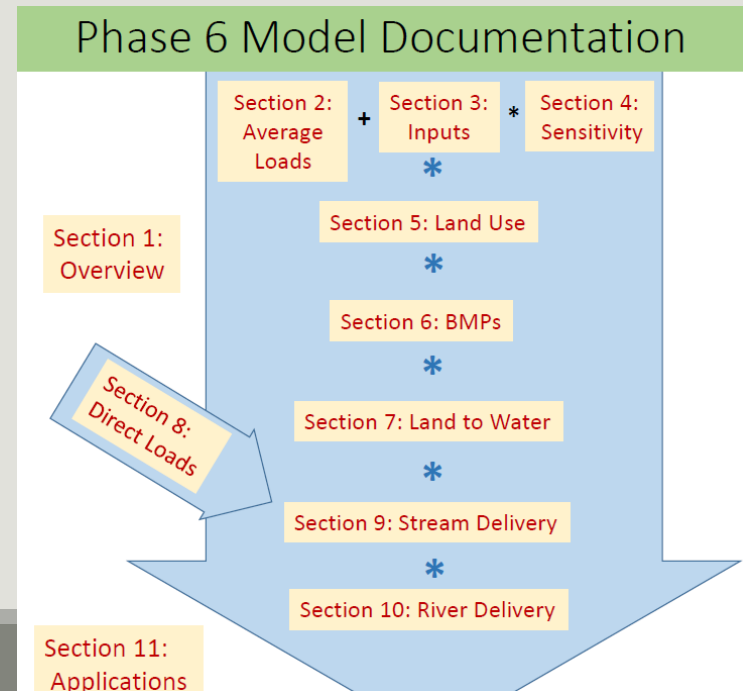 Phase 6 Model Documentation
Section 2:
Average
Loads
+
Section 3:
Inputs
*
Section 4:
Sensitivity
*
Section 5: Land Use
*
Section 1:
Overview
Section 6: BMPs
*
Section 8:
Direct Loads
Section 7: Land to Water
*
Section 9: Stream Delivery
*
Section 10: River Delivery
Section 11:
Applications